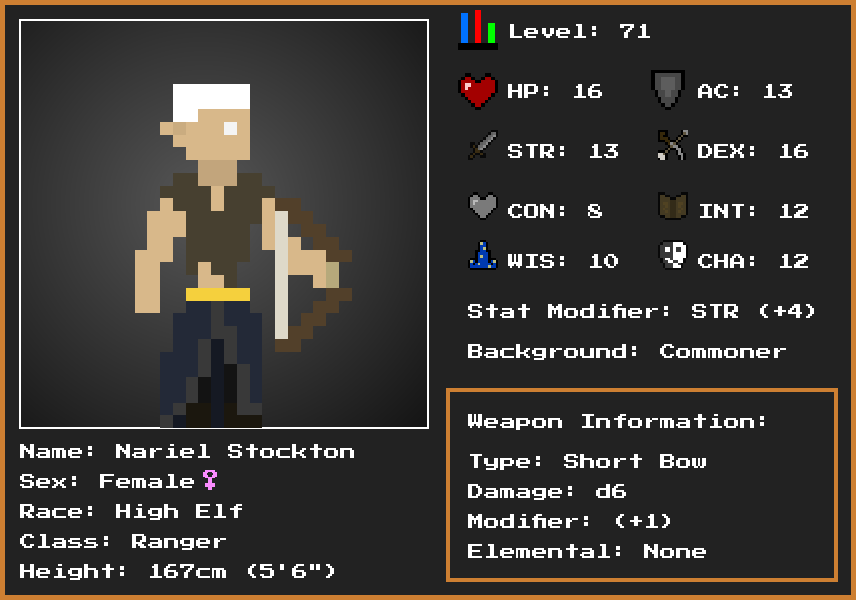 Level: 71
HP: 16
AC: 13
STR: 13
DEX: 16
CON: 8
INT: 12
WIS: 10
CHA: 12
Stat Modifier: STR (+4)
Background: Commoner
Weapon Information:
Type: Short Bow
Damage: d6
Modifier: (+1)
Elemental: None
Name: Nariel Stockton
Sex: Female♀
Race: High Elf
Class: Ranger
Height: 167cm (5'6")